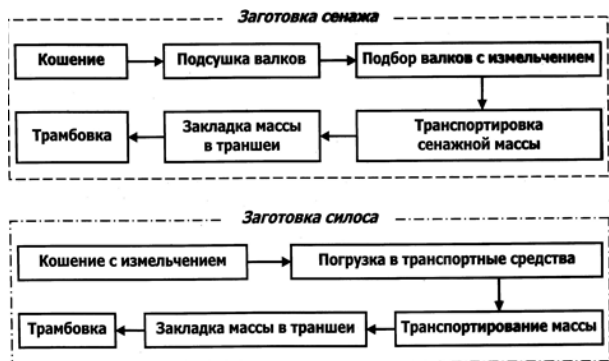 Заготовка сенажа
Кошение
Подсушка валков
Подбор валков с измельчением
Трамбовка
Закладка массы
в траншеи
Транспортировка
сенажной массы
Заготовка силоса
Кошение с измельчением
Погрузка в транспортные средства
Трамбовка
Закладка массы в траншеи
Транспортирование массы